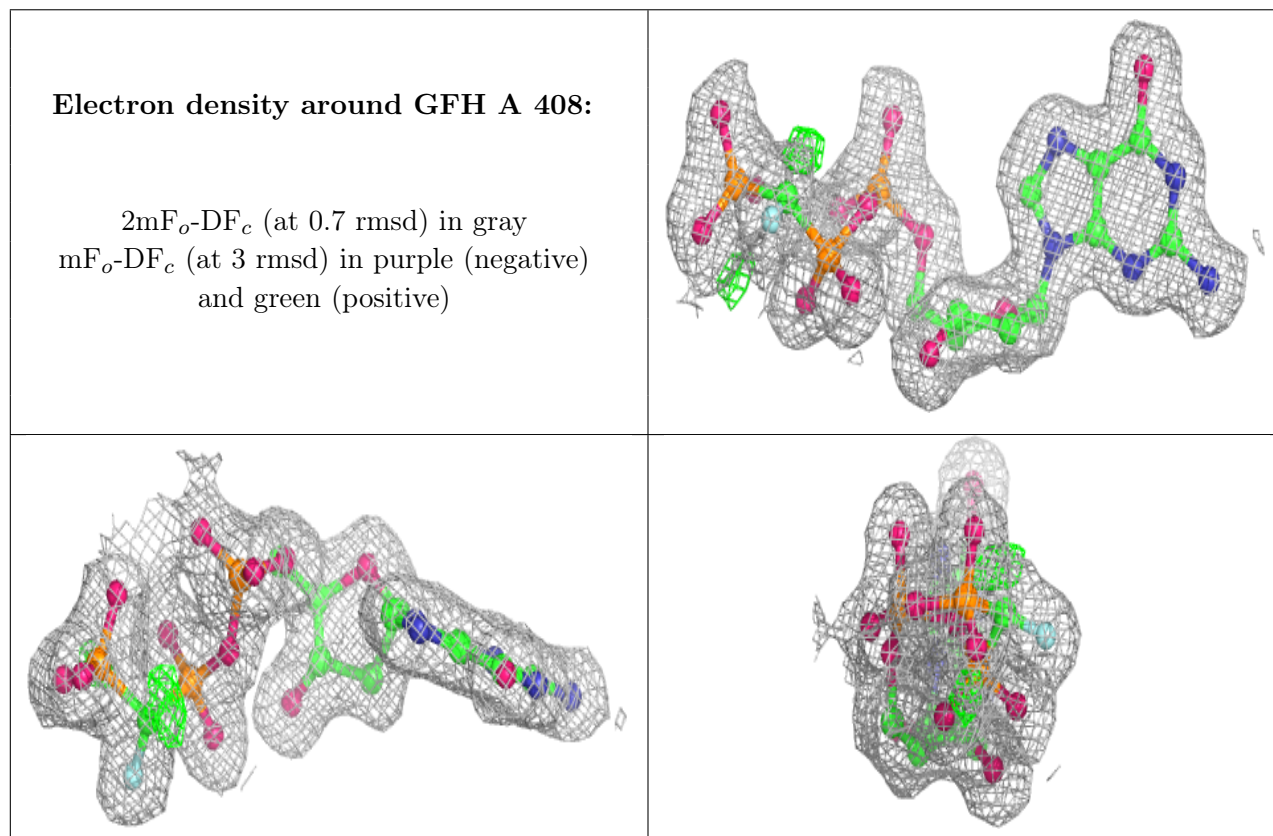 Electron density around GFH A 408:
2mFo-DFc (at 0.7 rmsd) in gray
mFo-DFc (at 3 rmsd) in purple (negative)
and green (positive)